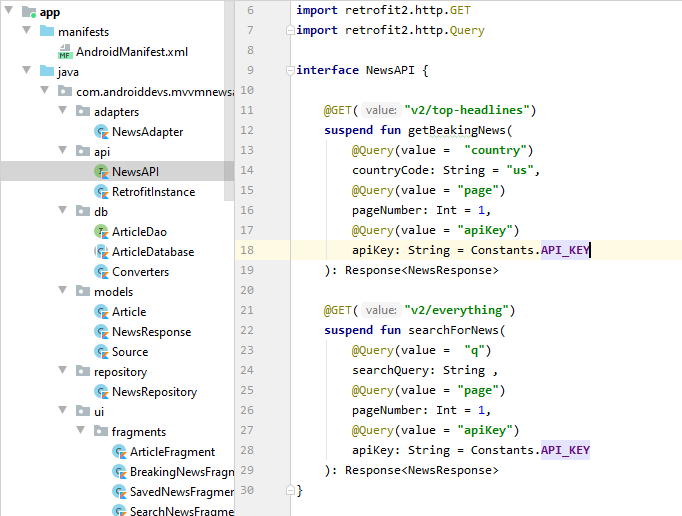 app
manifests
AndroidManifest.xml
java
com.androiddevs.mvvmnewsa
adapters
NewsAdapter
api
NewsAPI
RetrofitInstance
db
ArticleDao
ArticleDatabase
Converters
models
Article
NewsResponse
Source
repository
NewsRepository
ui
fragments
ArticleFragment
BreakingNewsFragn
SavedNewsFragmer
SearchNewsFragme
6 import retrofit2.http.GET
7 import retrofit2.http.Query
8
9 interface NewsAPI {
10
11 @GET( value: "v2/top-headlines")
12 suspend fun getBeakingNews(
13 @Query(value =  "country")
14 countryCode: String = "us",
15 @Query(value = "page")
16 pageNumber: Int = 1,
17 @Query(value = "apiKey")
18 apiKey: String = Constants.API_KEY
19 ): Response<NewsResponse>
20
21 @GET( value: "v2/everything")
22 suspend fun searchForNews(
23 @Query(value =  "q")
24 searchQuery: String ,
25 @Query(value = "page")
26 pageNumber: Int = 1,
27 @Query(value = "apiKey")
28 apiKey: String = Constants.API_KEY
29 ): Response<NewsResponse>
30 }